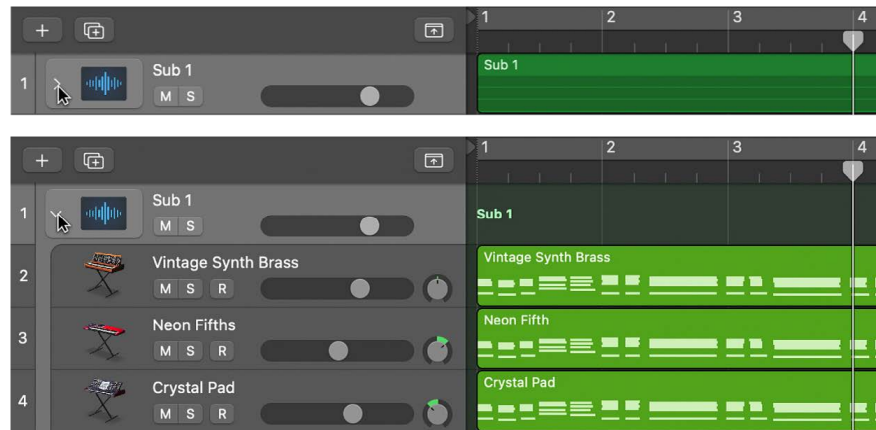 1 2 3 4
1 Sub 1 Sub 1
M S
1 2 3 4
1 Sub 1
M S Sub 1
2 Vintage Synth Brass Vintage Synth Brass
M S R
3 Neon Fifths Neon Fifth
M S R
4 Crystal Pad Crystal Pad
M S R